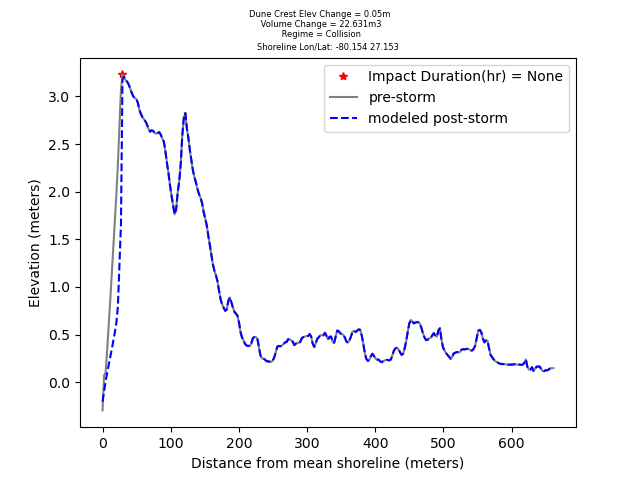 Dune Crest Elev Change = 0.05m
Volume Change = 22.631m3
Regime = Collision
Shoreline Lon/Lat: -80.154 27.153
Impact Duration(hr) = None
pre-storm
modeled post-storm
Elevation (meters)
3.0
2.5
2.0
1.5
1.0
0.5
0.0
0 100 200 300 400 500 600
Distance from mean shoreline (meters)